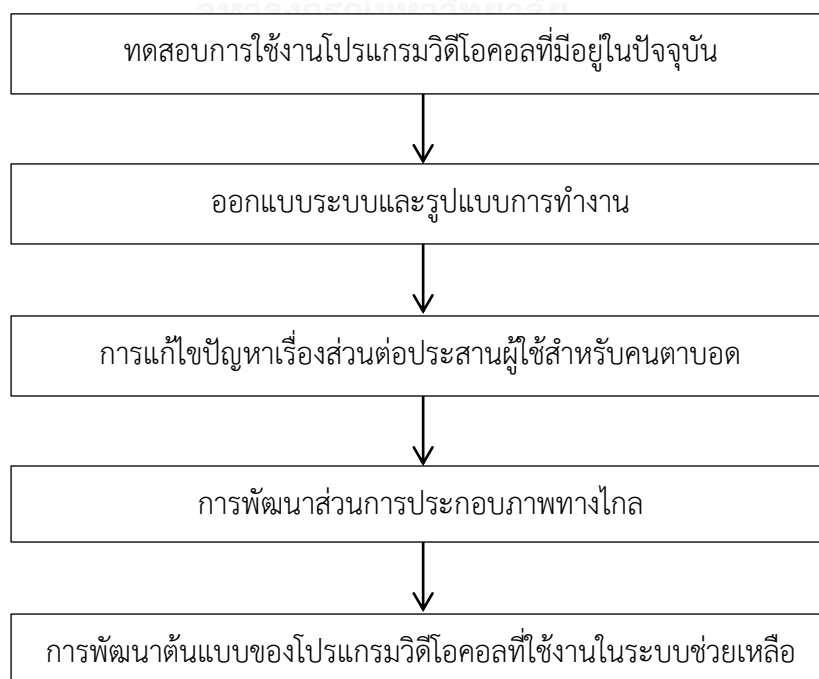 ทดสอบการใช้งานโปรแกรมวิดีโอคอลที่มีอยู่ในปัจจุบัน
ออกแบบระบบและรูปแบบการทำงาน
การแก้ไขปัญหาเรื่องส่วนต่อประสานผู้ใช้สำหรับคนตาบอด
การพัฒนาส่วนการประกอบภาพทางไกล
การพัฒนาต้นแบบของโปรแกรมวิดีโอคอลที่ใช้งานในระบบช่วยเหลือ